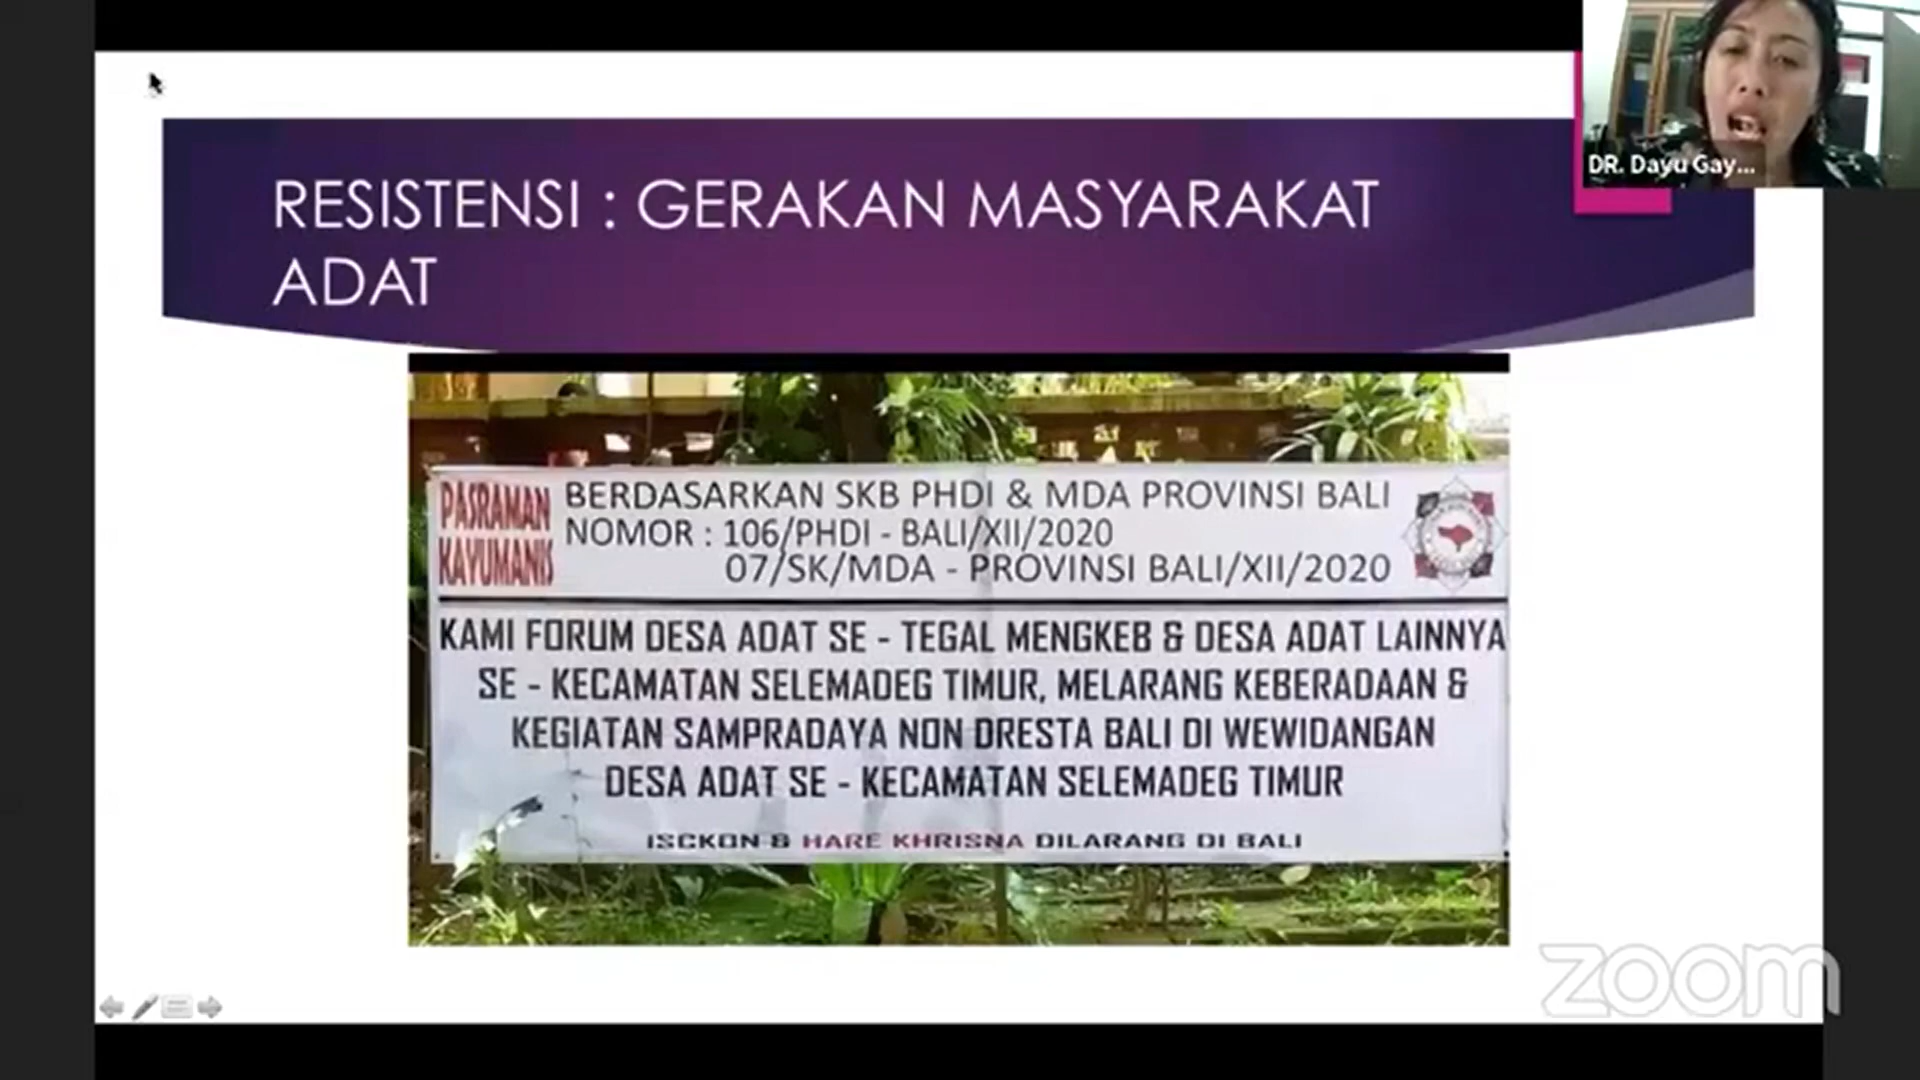 RESISTENSI : GERAKAN MASYARAKAT
ADAT
DR. Dayu Gay...
PASRAMAN
KAYUMANIS
BERDASARKAN SKB PHDI & MDA PROVINSI BALI
NOMOR : 106/PHDI - BALI/XII/2020
07/SK/MDA - PROVINSI BALI/XII/2020
KAMI FORUM DESA ADAT SE - TEGAL MENGKEB & DESA ADAT LAINNYA
SE - KECAMATAN SELEMADEG TIMUR, MELARANG KEBERADAAN &
KEGIATAN SAMPRADAYA NON DRESTA BALI DI WEWIDANGAN
DESA ADAT SE - KECAMATAN SELEMADEG TIMUR
ISCKON & HARE KHRISNA DILARANG DI BALI
zoom